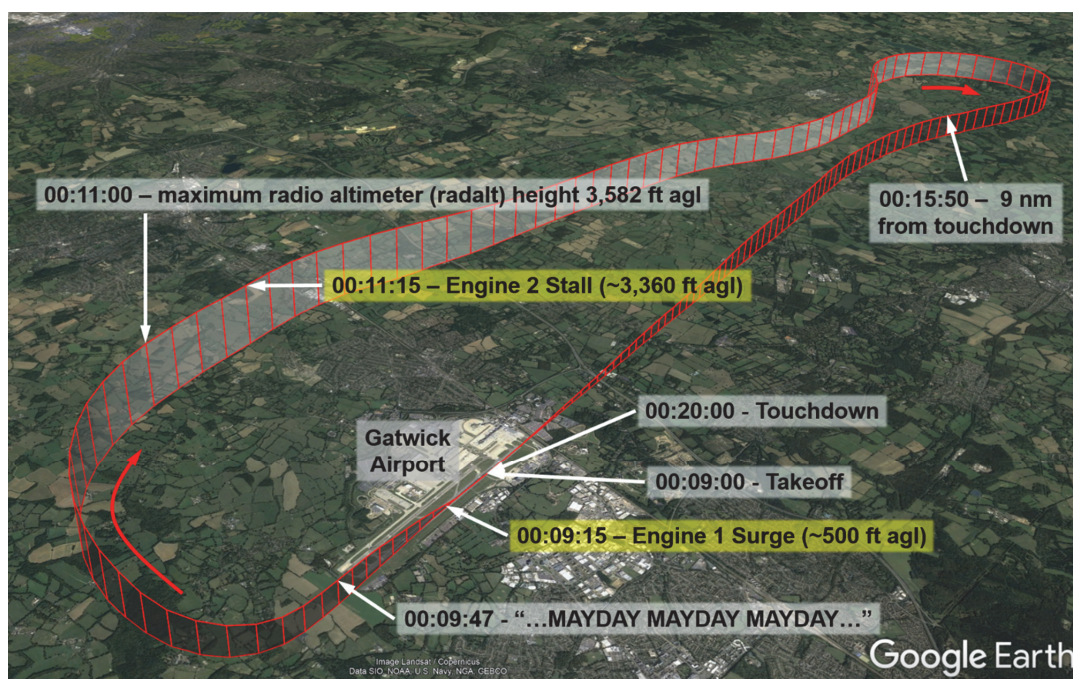 00:11:00 – maximum radio altimeter (radalt) height 3,582 ft agl
00:15:50 – 9 nm
from touchdown
00:11:15 – Engine 2 Stall (~3,360 ft agl)
00:20:00 - Touchdown
Gatwick
Airport
00:09:00 - Takeoff
00:09:15 – Engine 1 Surge (~500 ft agl)
00:09:47 - “…MAYDAY MAYDAY MAYDAY…”
Image Landsat / Copernicus
Data SIO, NOAA, U.S. Navy, NGA, GEBCO
Google Earth